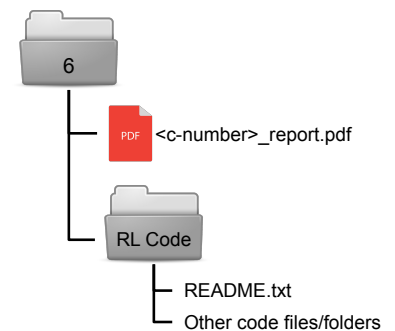 6
PDF <c-number>_report.pdf
RL Code
README.txt
Other code files/folders